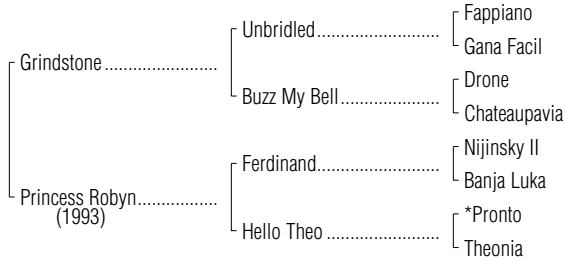 Fappiano
Unbridled
Gana Facil
Grindstone
Drone
Buzz My Bell
Chateaupavia
Nijinsky II
Ferdinand
Banja Luka
Princess Robyn
(1993)
*Pronto
Hello Theo
Theonia